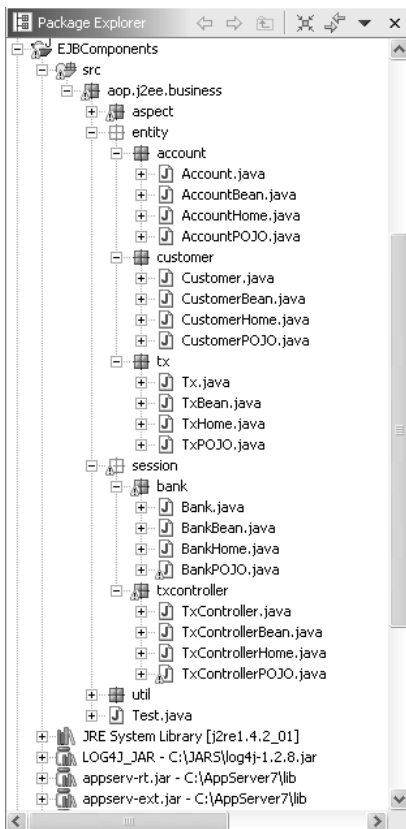 Package Explorer
EJBComponents
src
aop.j2ee.business
aspect
entity
account
Account.java
AccountBean.java
AccountHome.java
AccountPOJO.java
customer
Customer.java
CustomerBean.java
CustomerHome.java
CustomerPOJO.java
tx
Tx.java
TxBean.java
TxHome.java
TxPOJO.java
session
bank
Bank.java
BankBean.java
BankHome.java
BankPOJO.java
txcontroller
TxController.java
TxControllerBean.java
TxControllerHome.java
TxControllerPOJO.java
util
Test.java
JRE System Library [j2re1.4.2_01]
LOG4J_JAR - C:\JARS\log4j-1.2.8.jar
appserv-rt.jar - C:\AppServer7\lib
appserv-ext.jar - C:\AppServer7\lib